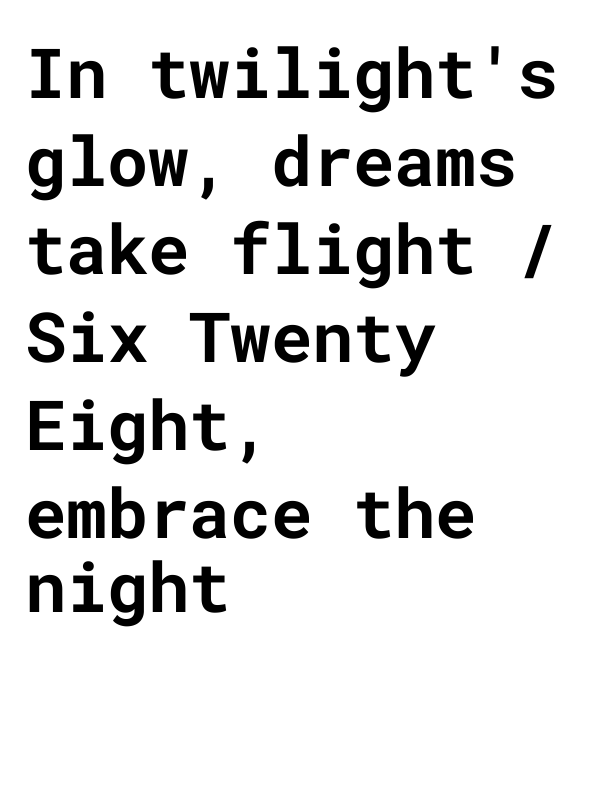 In twilight's
glow, dreams
take flight /
Six Twenty
Eight,
embrace the
night